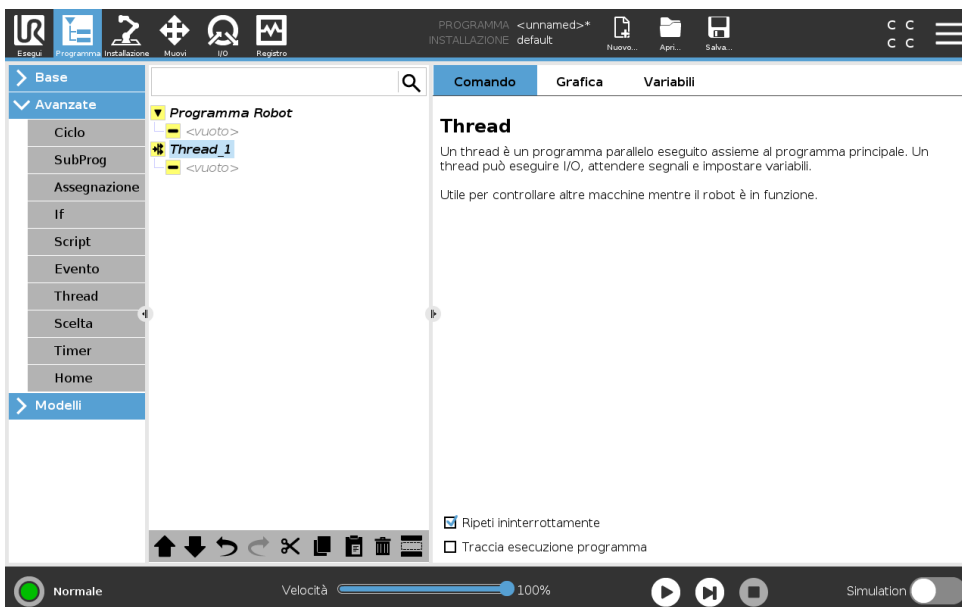 UR
Esegui
Programma
Installazione
Muovi
I/O
Registro
PROGRAMMA <unnamed>*
INSTALLAZIONE default
Nuovo...
Apri...
Salva...
C C
C C
Base
Avanzate
Ciclo
SubProg
Assegnazione
If
Script
Evento
Thread
Scelta
Timer
Home
Modelli
Programma Robot
<vuoto>
Thread_1
<vuoto>
Comando
Grafica
Variabili
Thread
Un thread è un programma parallelo eseguito assieme al programma principale. Un
thread può eseguire I/O, attendere segnali e impostare variabili.
Utile per controllare altre macchine mentre il robot è in funzione.
Ripeti ininterrottamente
Traccia esecuzione programma
Normale
Velocità
100%
Simulation